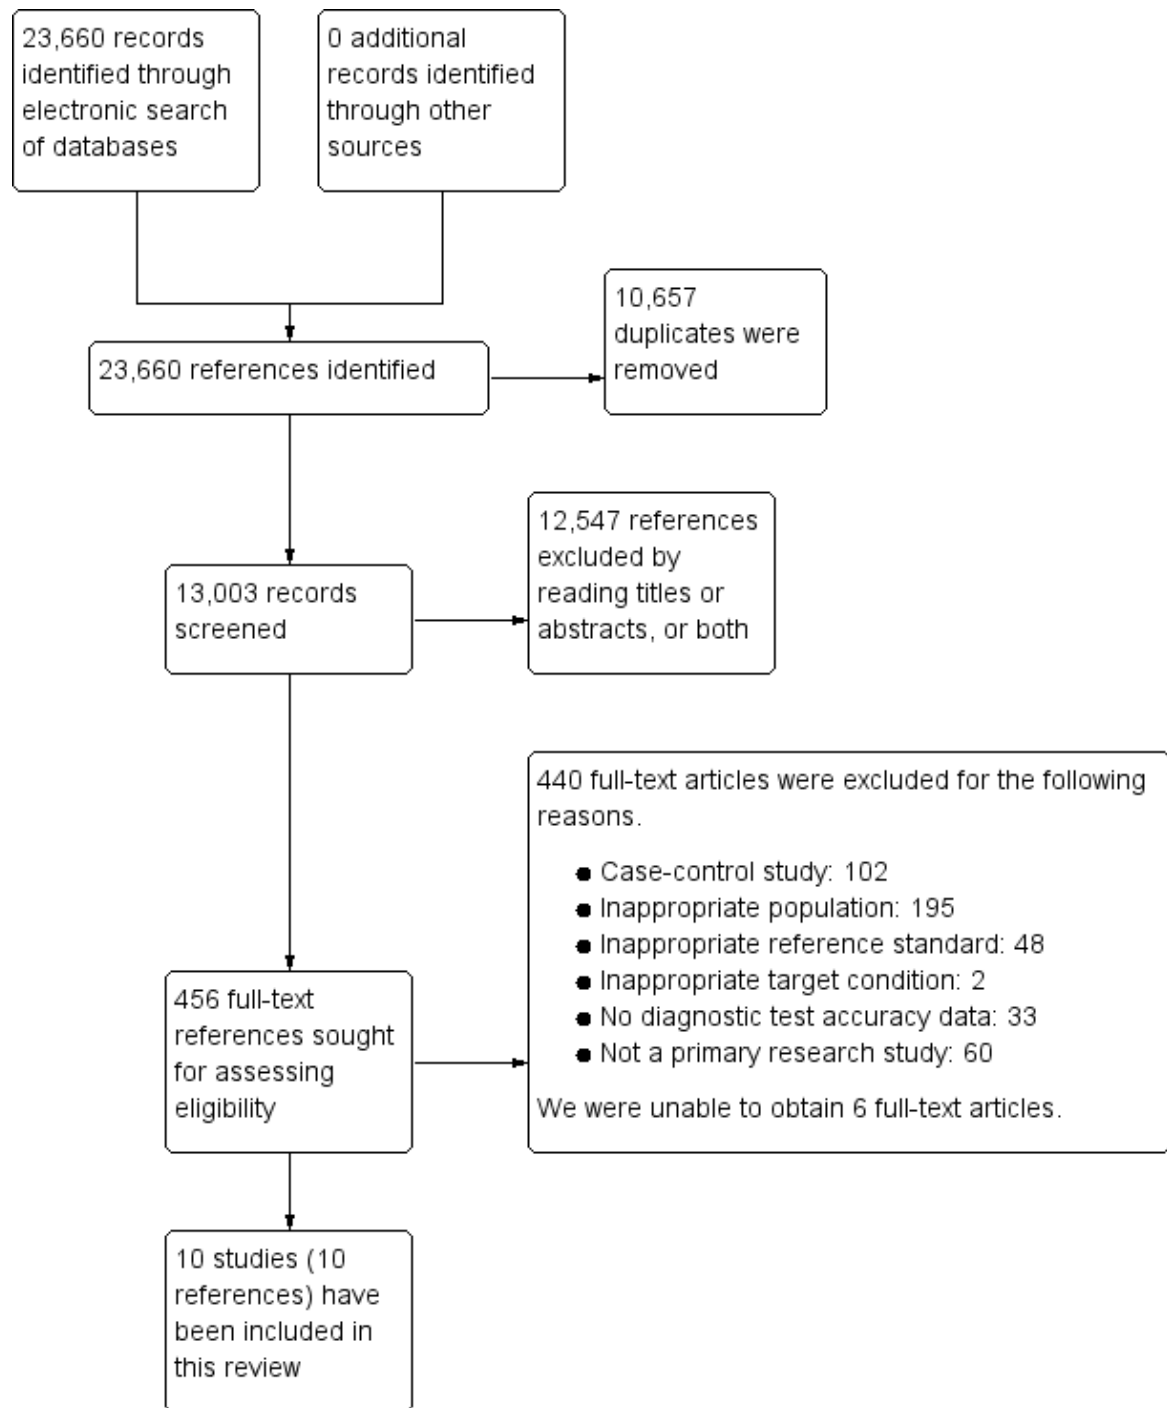 23,660 records
identified through
electronic search
of databases
0 additional
records identified
through other
sources
10,657
duplicates were
removed
23,660 references identified
12,547 references
excluded by
reading titles or
abstracts, or both
13,003 records
screened
440 full-text articles were excluded for the following
reasons.
● Case-control study: 102
● Inappropriate population: 195
● Inappropriate reference standard: 48
● Inappropriate target condition: 2
● No diagnostic test accuracy data: 33
● Not a primary research study: 60
We were unable to obtain 6 full-text articles.
456 full-text
references sought
for assessing
eligibility
10 studies (10
references) have
been included in
this review